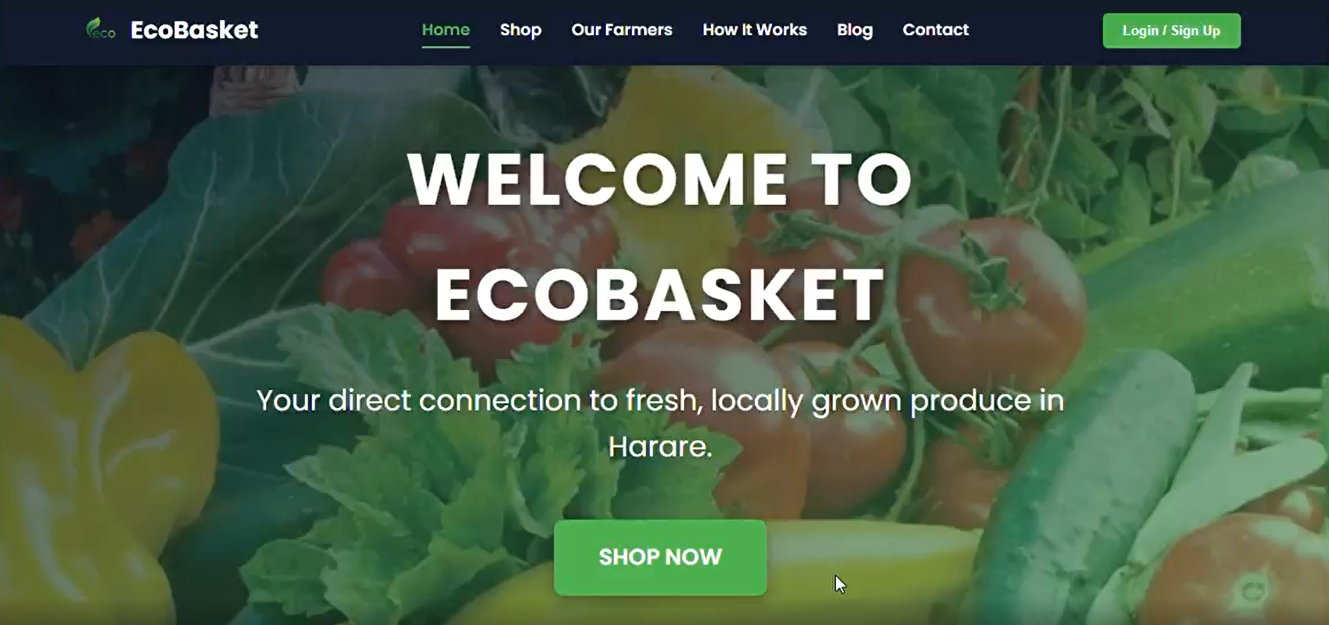 eco EcoBasket Home Shop Our Farmers How It Works Blog Contact Login / Sign Up
WELCOME TO
ECOBASKET
Your direct connection to fresh, locally grown produce in
Harare.
SHOP NOW